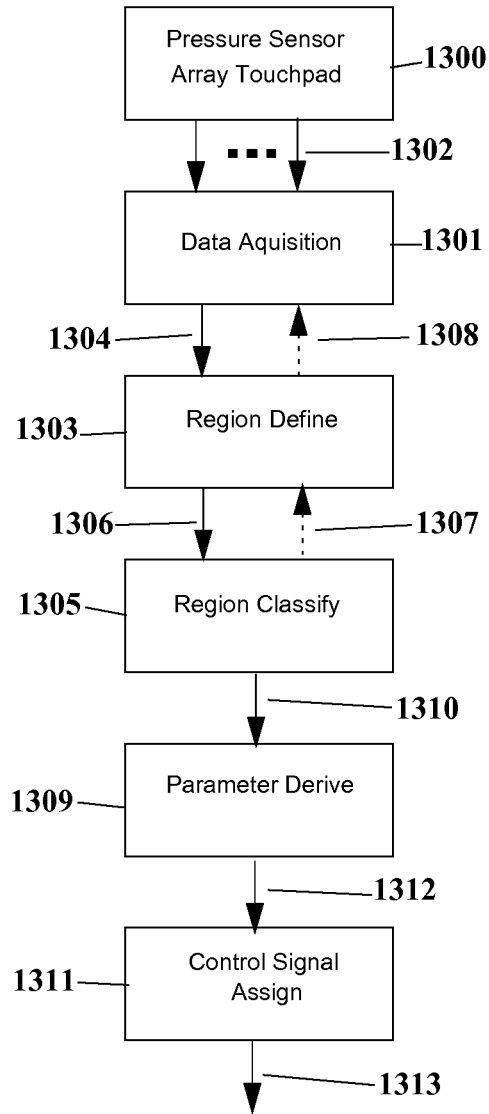 Pressure Sensor
Array Touchpad
1300
1302
Data Aquisition
1301
1304
1308
Region Define
1303
1306
1307
Region Classify
1305
1310
Parameter Derive
1309
1312
Control Signal
Assign
1311
1313